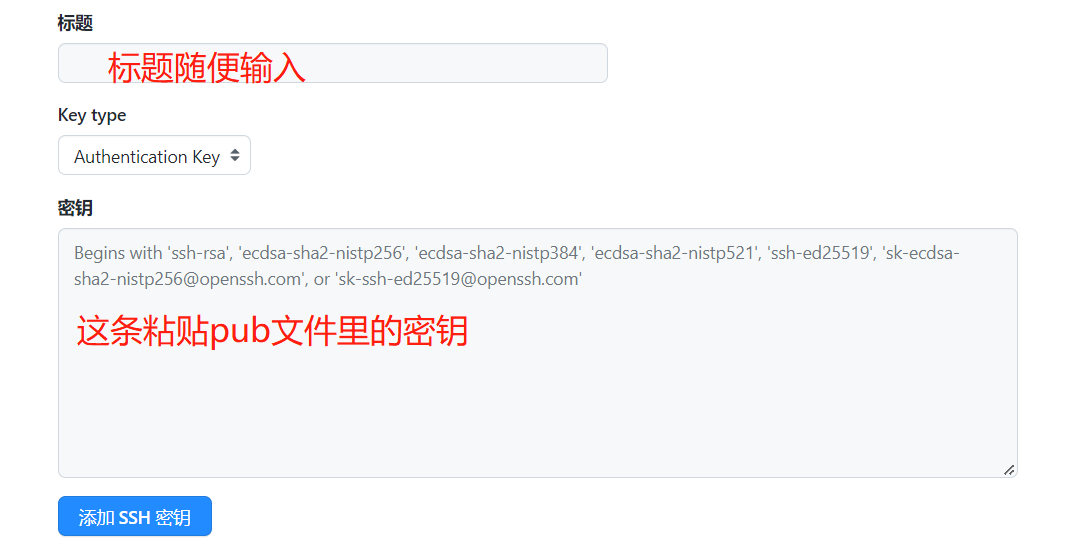 标题
标题随便输入
Key type
Authentication Key
密钥
Begins with 'ssh-rsa', 'ecdsa-sha2-nistp256', 'ecdsa-sha2-nistp384', 'ecdsa-sha2-nistp521', 'ssh-ed25519', 'sk-ecdsa-
sha2-nistp256@openssh.com', or 'sk-ssh-ed25519@openssh.com'
这条粘贴pub文件里的密钥
添加 SSH 密钥